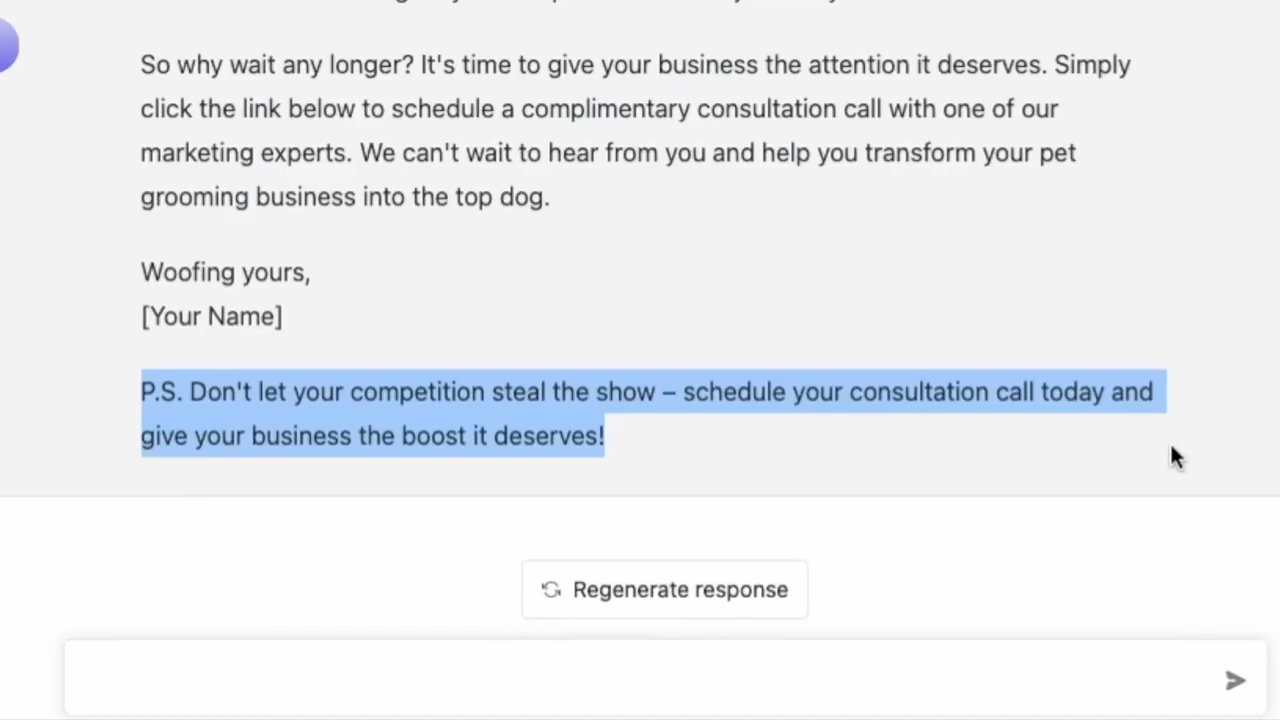 So why wait any longer? It's time to give your business the attention it deserves. Simply
click the link below to schedule a complimentary consultation call with one of our
marketing experts. We can't wait to hear from you and help you transform your pet
grooming business into the top dog.
Woofing yours,
[Your Name]
P.S. Don't let your competition steal the show – schedule your consultation call today and
give your business the boost it deserves!
Regenerate response